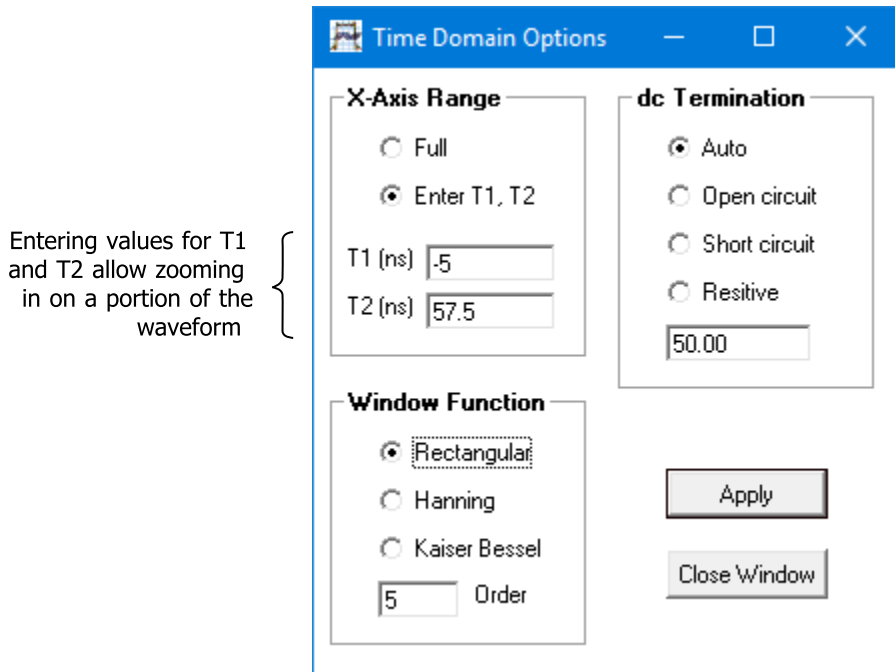 Time Domain Options
X-Axis Range
Full
Enter T1, T2
T1 (ns) -5
T2 (ns) 57.5
Entering values for T1
and T2 allow zooming
in on a portion of the
waveform
dc Termination
Auto
Open circuit
Short circuit
Resitive
50.00
Window Function
Rectangular
Hanning
Kaiser Bessel
5 Order
Apply
Close Window